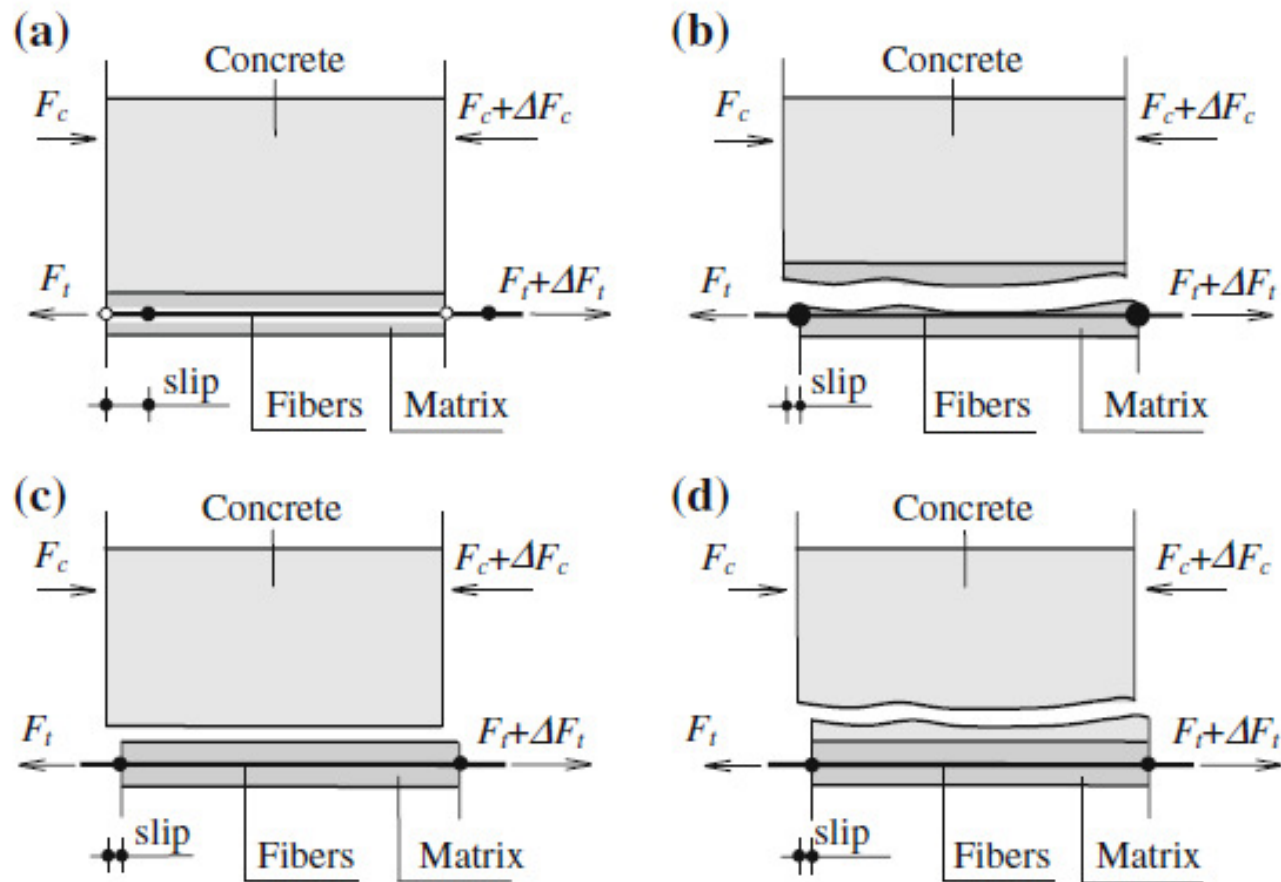 (a)
Concrete
F_c
F_c+ΔF_c
F_t
F_t+ΔF_t
slip
Fibers
Matrix
(b)
Concrete
F_c
F_c+ΔF_c
F_t
F_t+ΔF_t
slip
Fibers
Matrix
(c)
Concrete
F_c
F_c+ΔF_c
F_t
F_t+ΔF_t
slip
Fibers
Matrix
(d)
Concrete
F_c
F_c+ΔF_c
F_t
F_t+ΔF_t
slip
Fibers
Matrix